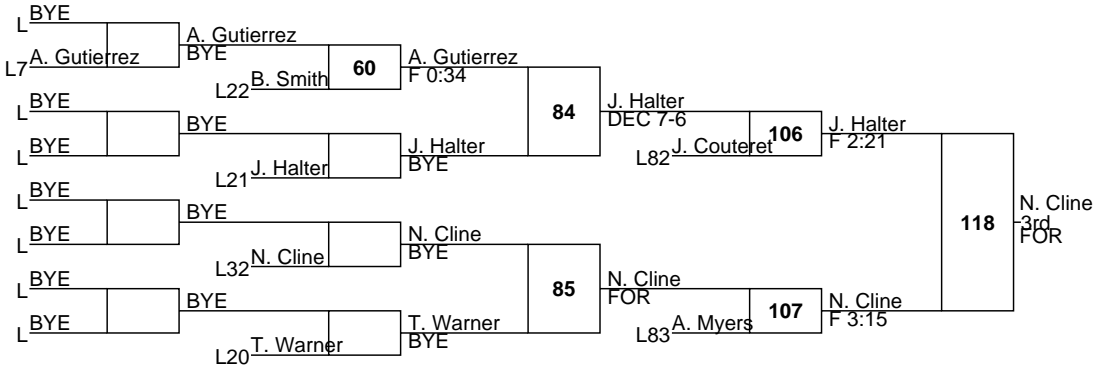 L BYE
L7 A. Gutierrez
A. Gutierrez
BYE
L22 B. Smith
60
A. Gutierrez
F 0:34
L BYE
L BYE
BYE
L21 J. Halter
J. Halter
BYE
84
J. Halter
DEC 7-6
L82 J. Couteret
106
J. Halter
F 2:21
L BYE
L BYE
BYE
L32 N. Cline
N. Cline
BYE
L BYE
L BYE
BYE
L20 T. Warner
T. Warner
BYE
85
N. Cline
FOR
L83 A. Myers
107
N. Cline
F 3:15
118
N. Cline
3rd
FOR